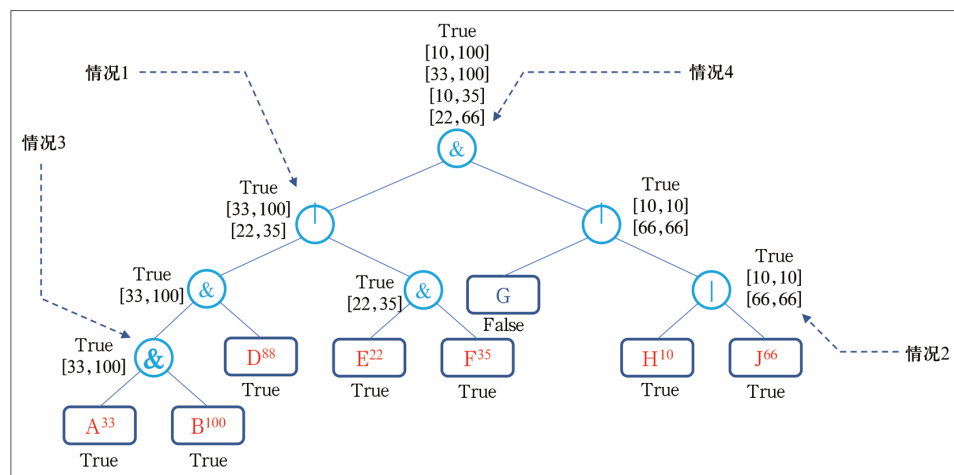 True
[10,100]
[33,100]
[10,35]
[22,66]
情况1
情况4
&
情况3
True
[33,100]
[22,35]
|
|
True
[10,10]
[66,66]
True
[33,100]
&
True
[22,35]
&
G
False
|
True
[10,10]
[66,66]
True
[33,100]
&
D⁸⁸
True
E²²
True
F³⁵
True
H¹⁰
True
J⁶⁶
True
情况2
A³³
True
B¹⁰⁰
True